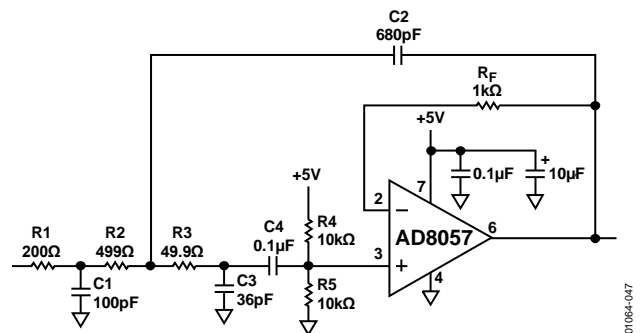 C2
680pF
RF
1kΩ
+5V
0.1µF
+
10µF
+5V
7
2
−
AD8057
6
R1
200Ω
R2
499Ω
R3
49.9Ω
C4
0.1µF
R4
10kΩ
3
+
4
C1
100pF
C3
36pF
R5
10kΩ
01064-047